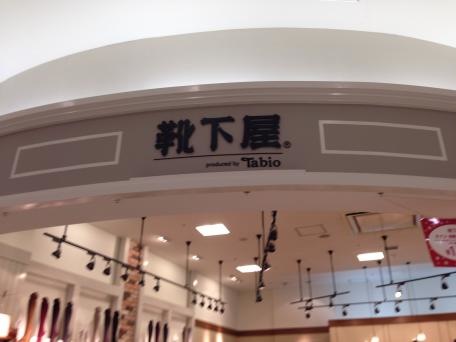 靴下屋®
produced by Tabio